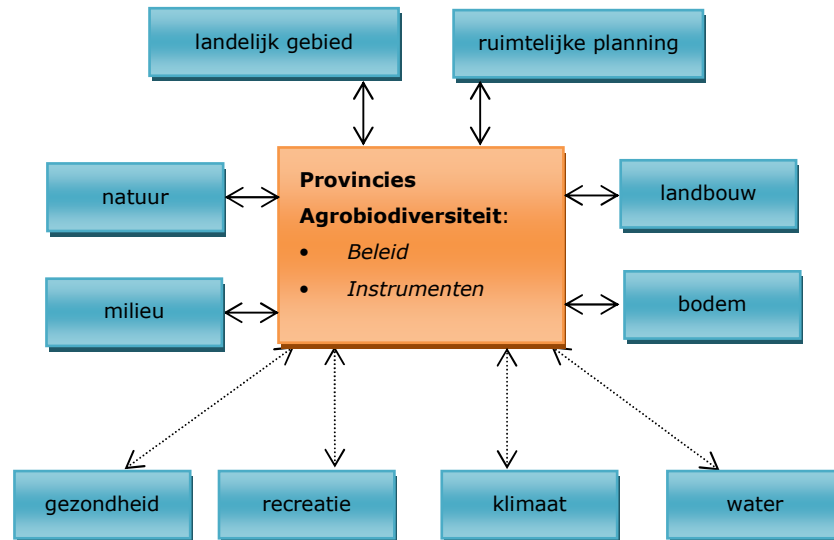 landelijk gebied
ruimtelijke planning
natuur
Provincies
Agrobiodiversiteit:
• Beleid
• Instrumenten
landbouw
milieu
bodem
gezondheid
recreatie
klimaat
water